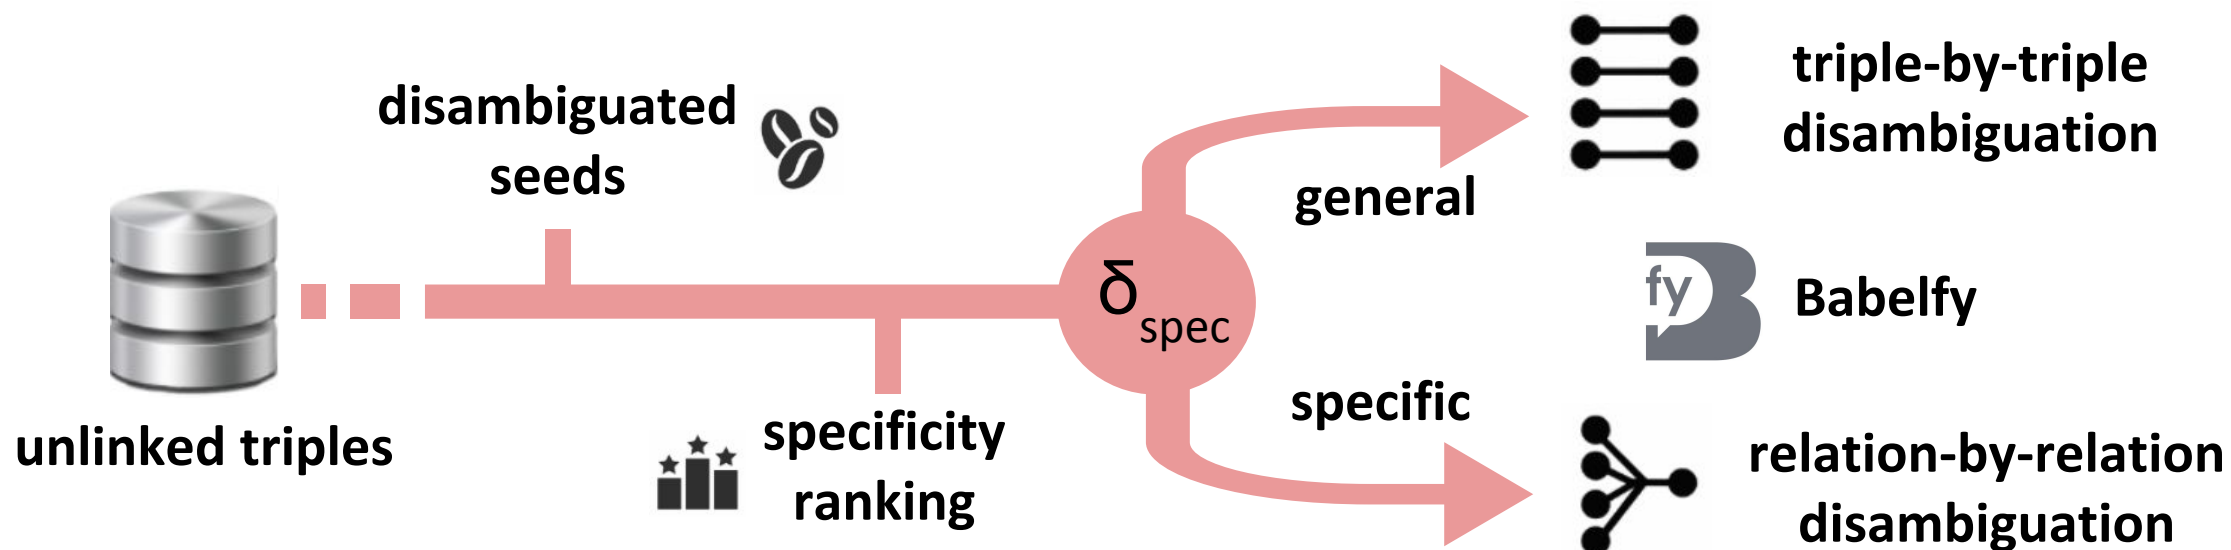 disambiguated
seeds
unlinked triples
specificity
ranking
δspec
general
specific
triple-by-triple
disambiguation
fy
Babelfy
relation-by-relation
disambiguation